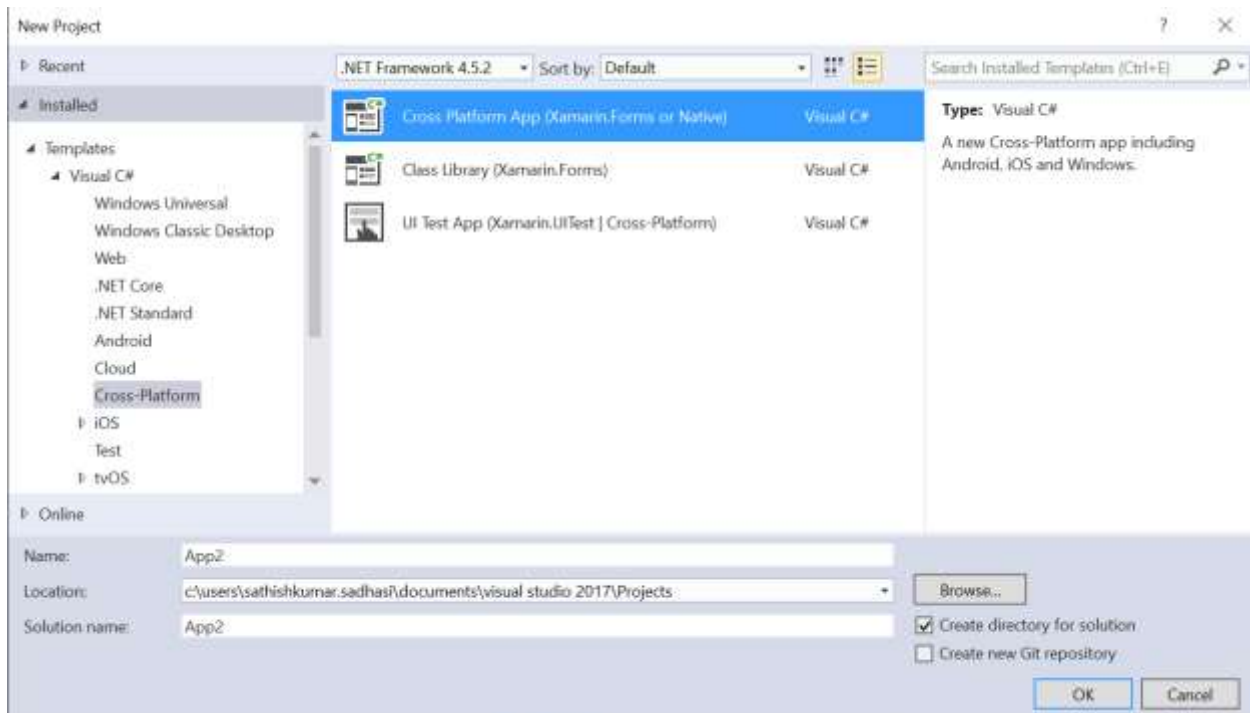 New Project
?
Recent
.NET Framework 4.5.2
Sort by: Default
Search Installed Templates (Ctrl+E)
Installed
Templates
Visual C#
Windows Universal
Windows Classic Desktop
Web
.NET Core
.NET Standard
Android
Cloud
Cross-Platform
iOS
Test
tvOS
Online
C#
Cross Platform App (Xamarin.Forms or Native) Visual C#
C#
Class Library (Xamarin.Forms) Visual C#
UI Test App (Xamarin.UITest | Cross-Platform) Visual C#
Type: Visual C#
A new Cross-Platform app including
Android, iOS and Windows.
Name: App2
Location: c:\users\sathishkumar.sadhasi\documents\visual studio 2017\Projects
Browse...
Solution name: App2
Create directory for solution
Create new Git repository
OK
Cancel